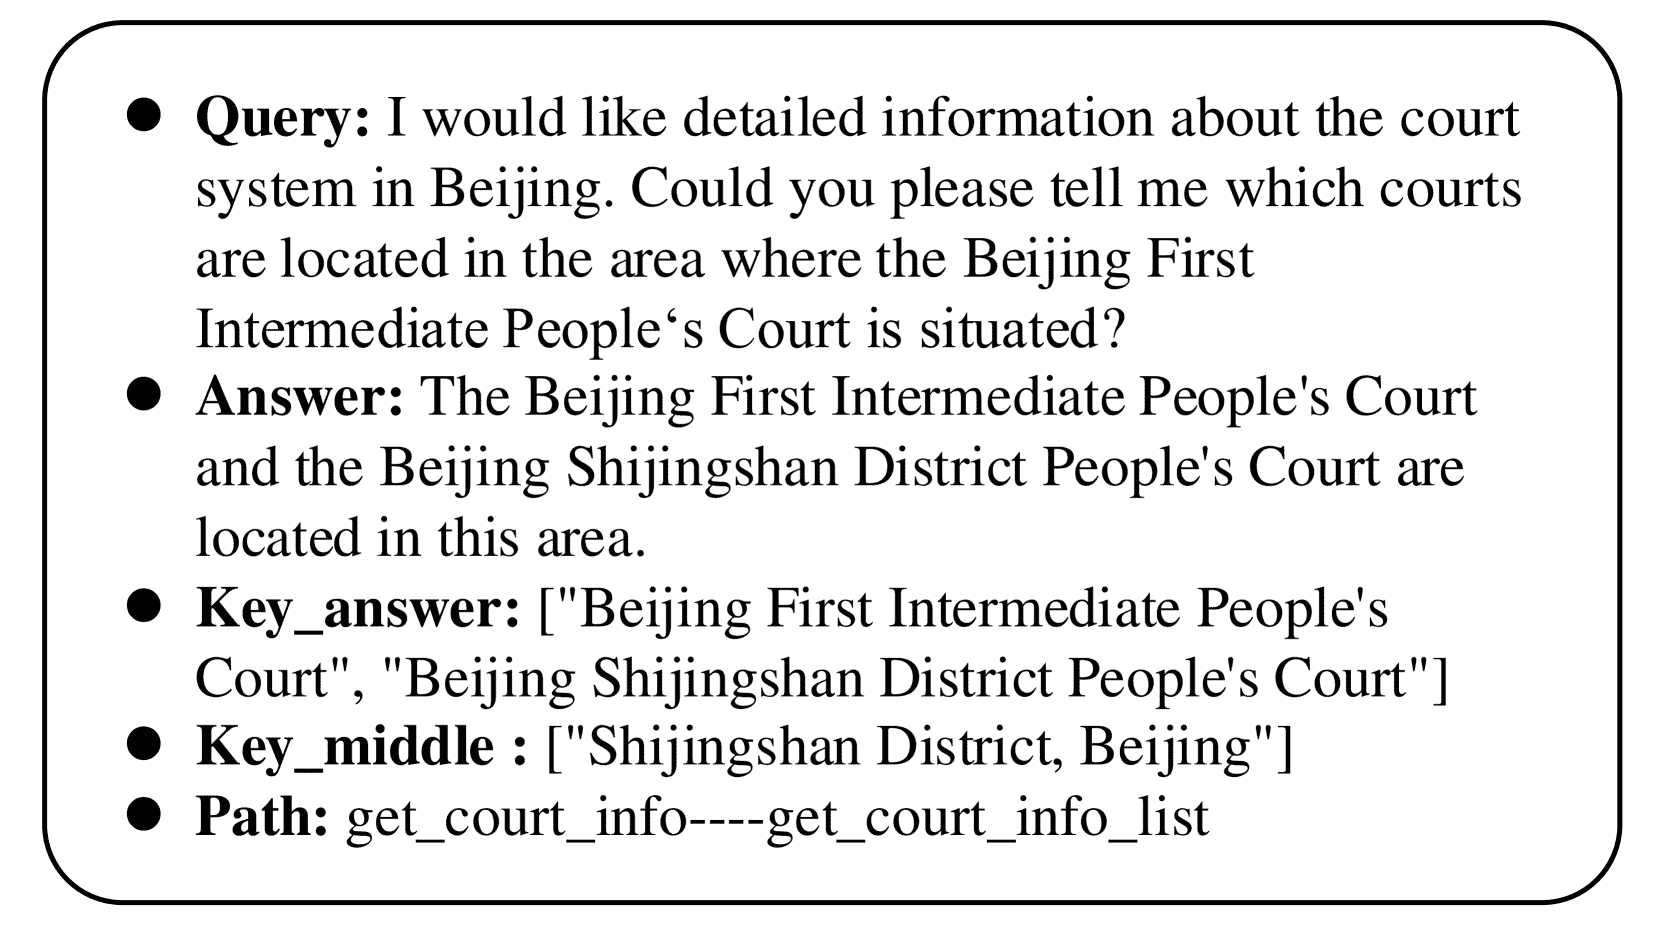 ● Query: I would like detailed information about the court
system in Beijing. Could you please tell me which courts
are located in the area where the Beijing First
Intermediate People‘s Court is situated?
● Answer: The Beijing First Intermediate People's Court
and the Beijing Shijingshan District People's Court are
located in this area.
● Key_answer: ["Beijing First Intermediate People's
Court", "Beijing Shijingshan District People's Court"]
● Key_middle : ["Shijingshan District, Beijing"]
● Path: get_court_info----get_court_info_list